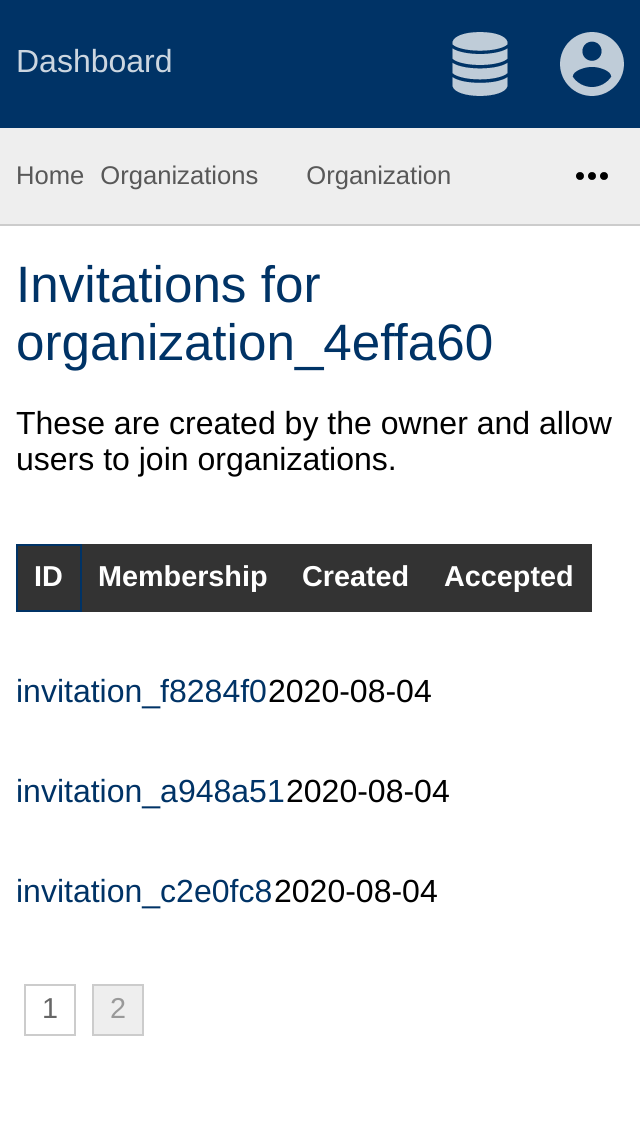 Dashboard
Home Organizations Organization
Invitations for
organization_4effa60
These are created by the owner and allow
users to join organizations.
ID Membership Created Accepted
invitation_f8284f02020-08-04
invitation_a948a512020-08-04
invitation_c2e0fc82020-08-04
1 2